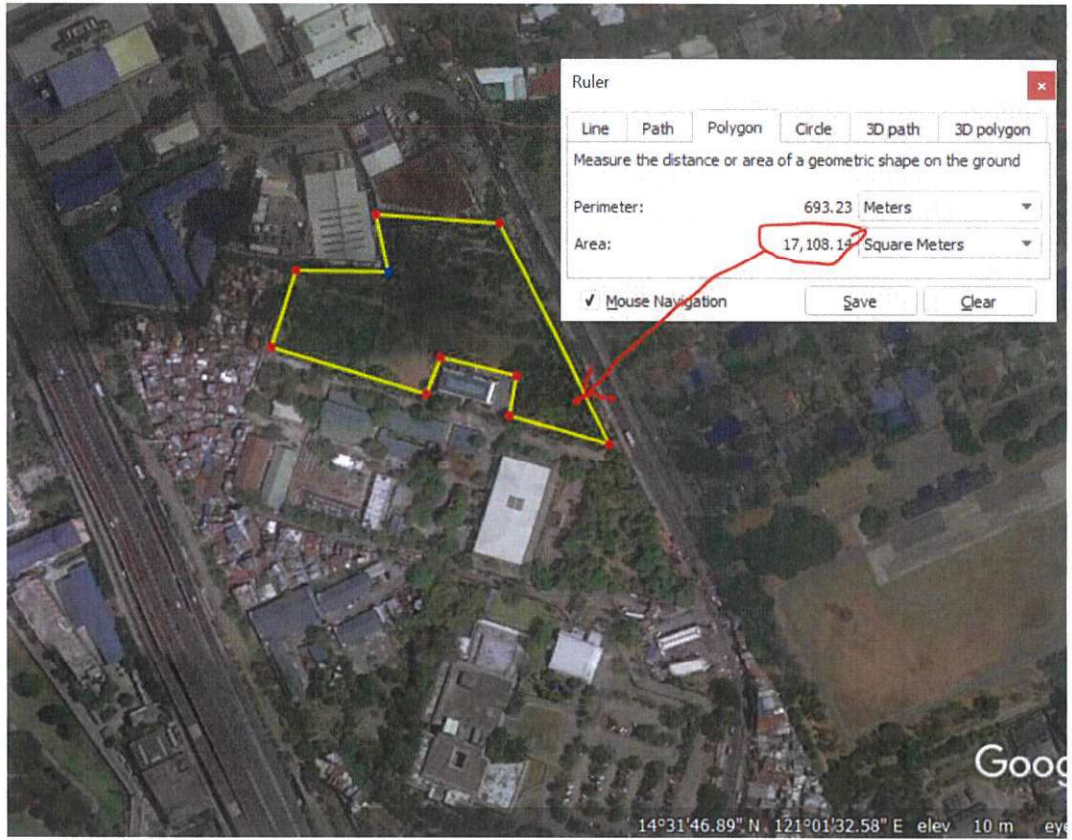 Ruler
Line Path Polygon Circle 3D path 3D polygon
Measure the distance or area of a geometric shape on the ground
Perimeter: 693.23 Meters
Area: 17,108.14 Square Meters
✓ Mouse Navigation Save Clear
Goog
14°31'46.89" N 121°01'32.58" E elev 10 m eye